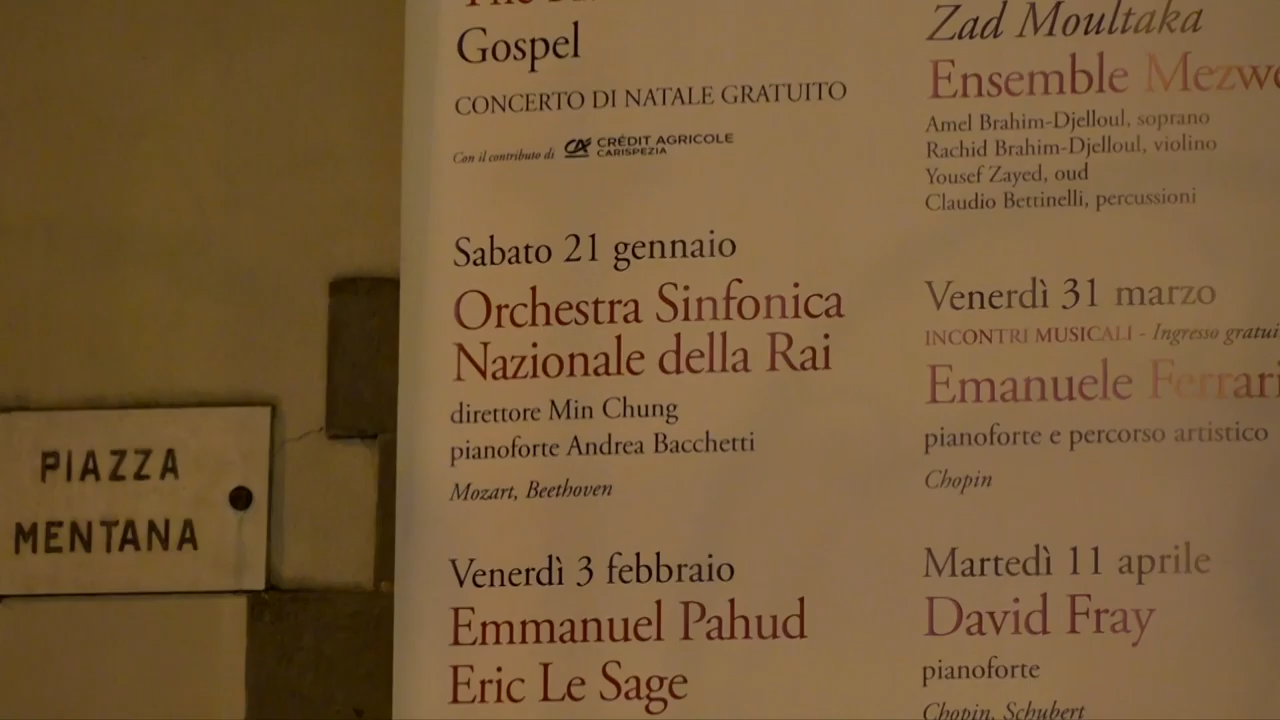 Gospel
CONCERTO DI NATALE GRATUITO
Con il contributo di CA CRÉDIT AGRICOLE
CARISPEZIA
Sabato 21 gennaio
Orchestra Sinfonica
Nazionale della Rai
direttore Min Chung
pianoforte Andrea Bacchetti
Mozart, Beethoven
Venerdì 3 febbraio
Emmanuel Pahud
Eric Le Sage
Zad Moultaka
Ensemble
Amel Brahim-Djelloul, soprano
Rachid Brahim-Djelloul, violino
Yousef Zayed, oud
Claudio Bettinelli, percussioni
Venerdì 31 marzo
INCONTRI MUSICALI - Ingresso
Emanuele Ferrari
pianoforte e percorso artistico
Chopin
Martedì 11 aprile
David Fray
pianoforte
Chopin, Schubert
PIAZZA
MENTANA